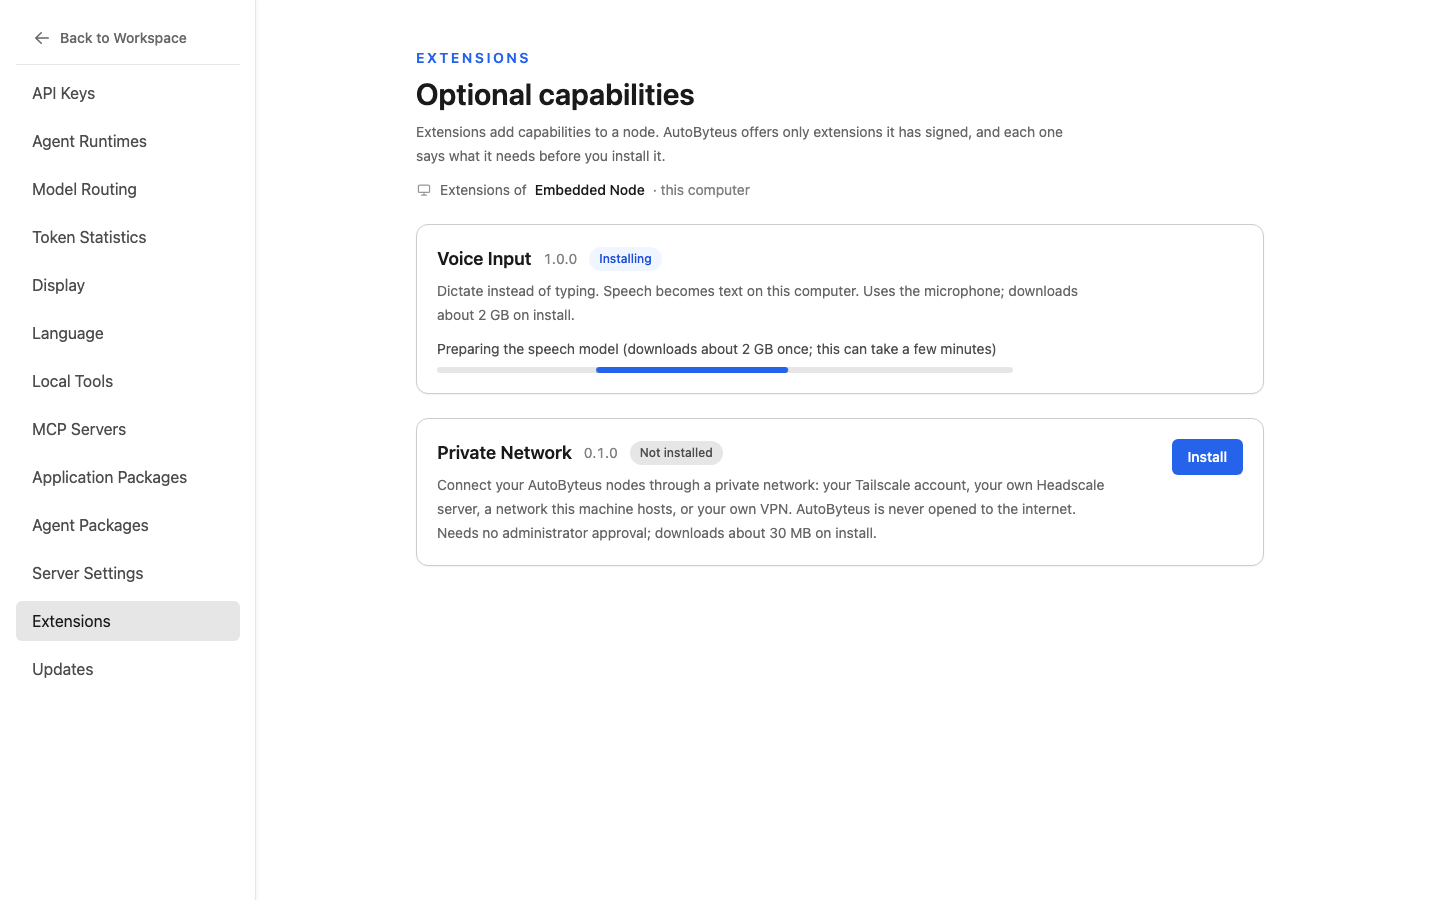 Back to Workspace
API Keys
Agent Runtimes
Model Routing
Token Statistics
Display
Language
Local Tools
MCP Servers
Application Packages
Agent Packages
Server Settings
Extensions
Updates
EXTENSIONS
Optional capabilities
Extensions add capabilities to a node. AutoByteus offers only extensions it has signed, and each one
says what it needs before you install it.
Extensions of Embedded Node · this computer
Voice Input 1.0.0 Installing
Dictate instead of typing. Speech becomes text on this computer. Uses the microphone; downloads
about 2 GB on install.
Preparing the speech model (downloads about 2 GB once; this can take a few minutes)
Private Network 0.1.0 Not installed
Install
Connect your AutoByteus nodes through a private network: your Tailscale account, your own Headscale
server, a network this machine hosts, or your own VPN. AutoByteus is never opened to the internet.
Needs no administrator approval; downloads about 30 MB on install.